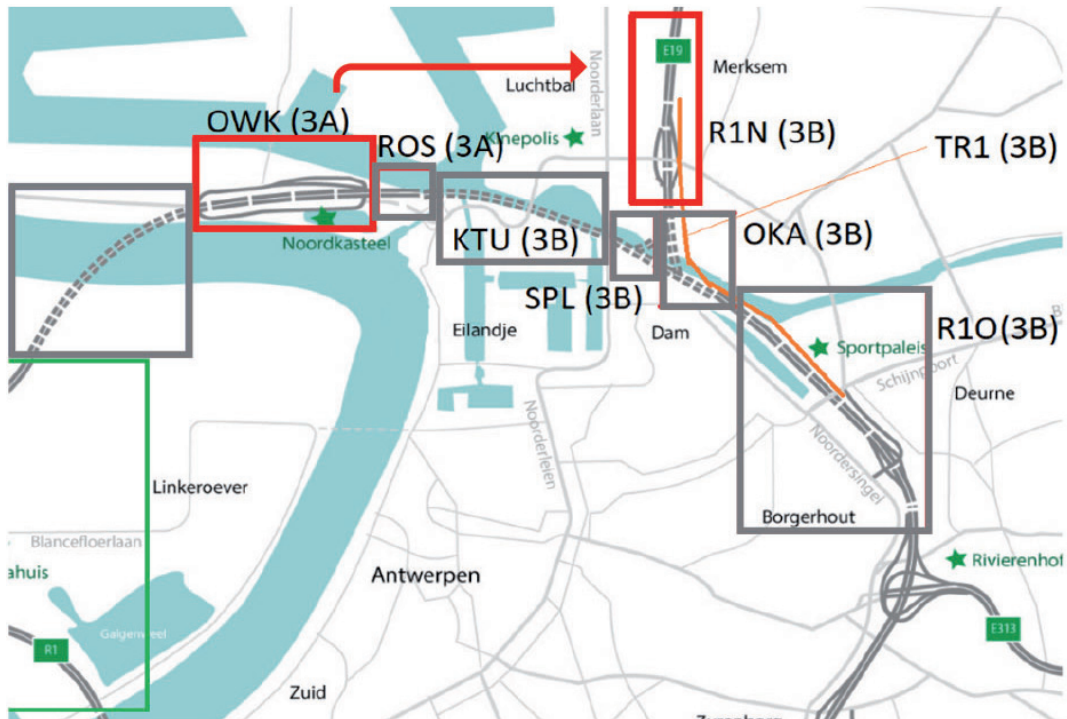 E19
Merksem
Noorderlaan
Luchtbal
OWK (3A)
ROS (3A)
Kinepolis
R1N (3B)
TR1 (3B)
Noordkasteel
KTU (3B)
OKA (3B)
SPL (3B)
Eilandje
Dam
R1O(3B)
Sportpaleis
Schijnpoort
Deurne
Noorderleien
Noordersingel
Linkeroever
Borgerhout
Blancefloerlaan
ahuis
Antwerpen
Rivierenhof
Galgenweel
R1
E313
Zuid